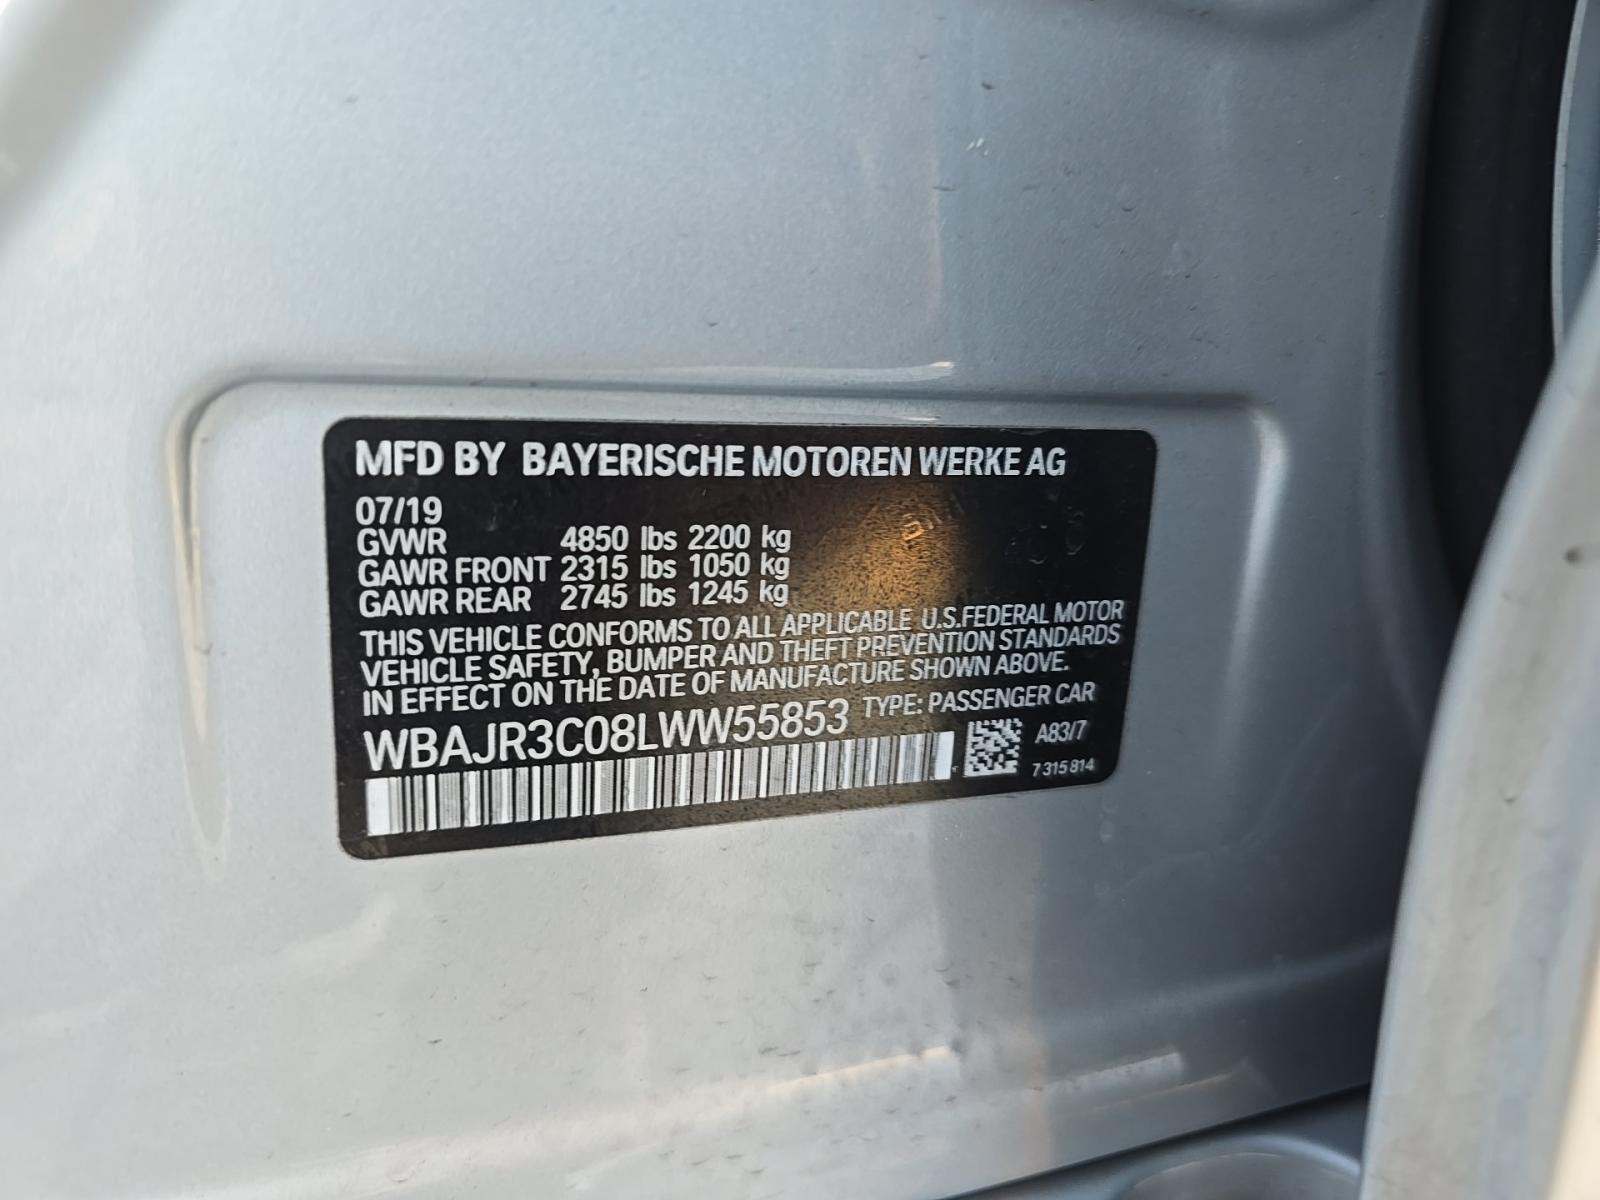 MFD BY BAYERISCHE MOTOREN WERKE AG
07/19
GVWR 4850 lbs 2200 kg
GAWR FRONT 2315 lbs 1050 kg
GAWR REAR 2745 lbs 1245 kg
THIS VEHICLE CONFORMS TO ALL APPLICABLE U.S.FEDERAL MOTOR
VEHICLE SAFETY, BUMPER AND THEFT PREVENTION STANDARDS
IN EFFECT ON THE DATE OF MANUFACTURE SHOWN ABOVE.
WBAJR3C08LWW55853 TYPE: PASSENGER CAR
A83/7
7 315 814